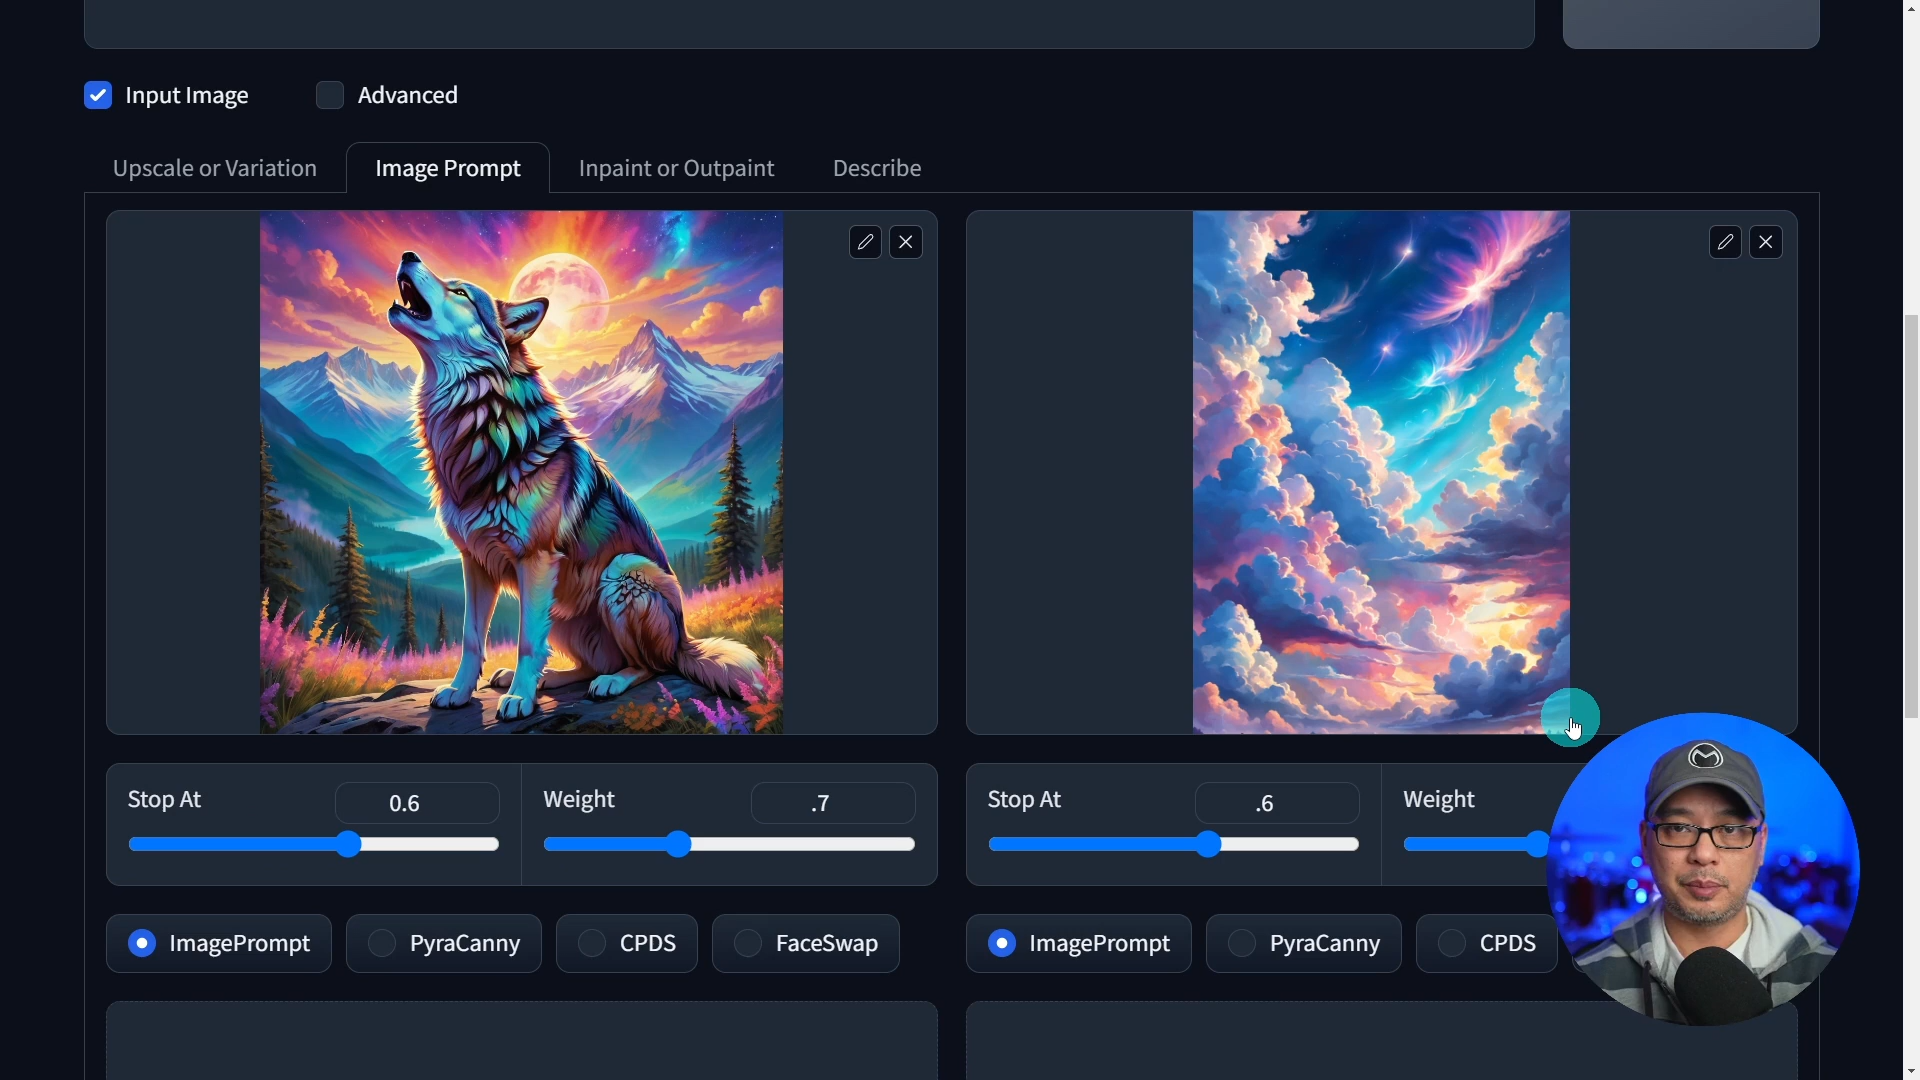 Input Image Advanced
Upscale or Variation Image Prompt Inpaint or Outpaint Describe
Stop At 0.6 Weight .7 Stop At .6 Weight
ImagePrompt PyraCanny CPDS FaceSwap ImagePrompt PyraCanny CPDS